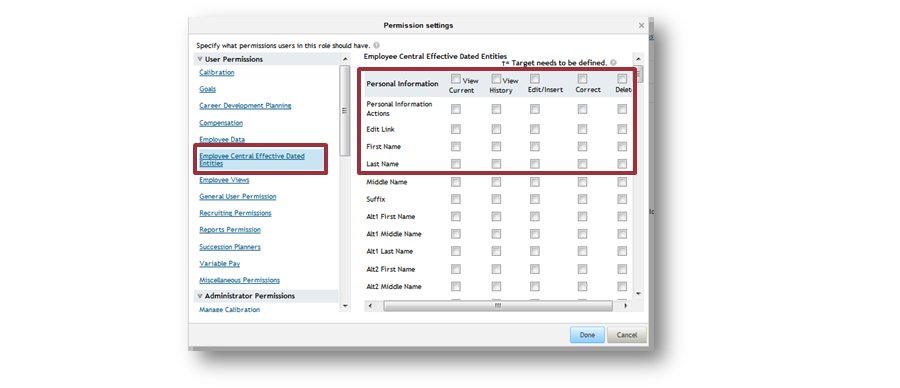 Permission settings
Specify what permissions users in this role should have.
User Permissions
Calibration
Goals
Career Development Planning
Compensation
Employee Data
Employee Central Effective Dated
Entities
Employee Views
General User Permission
Recruiting Permissions
Reports Permission
Succession Planners
Variable Pay
Miscellaneous Permissions
Administrator Permissions
Manage Calibration
Employee Central Effective Dated Entities
†= Target needs to be defined.
Personal Information
View Current
View History
Edit/Insert
Correct
Delete
Personal Information
Actions
Edit Link
First Name
Last Name
Middle Name
Suffix
Alt1 First Name
Alt1 Middle Name
Alt1 Last Name
Alt2 First Name
Alt2 Middle Name
Done
Cancel